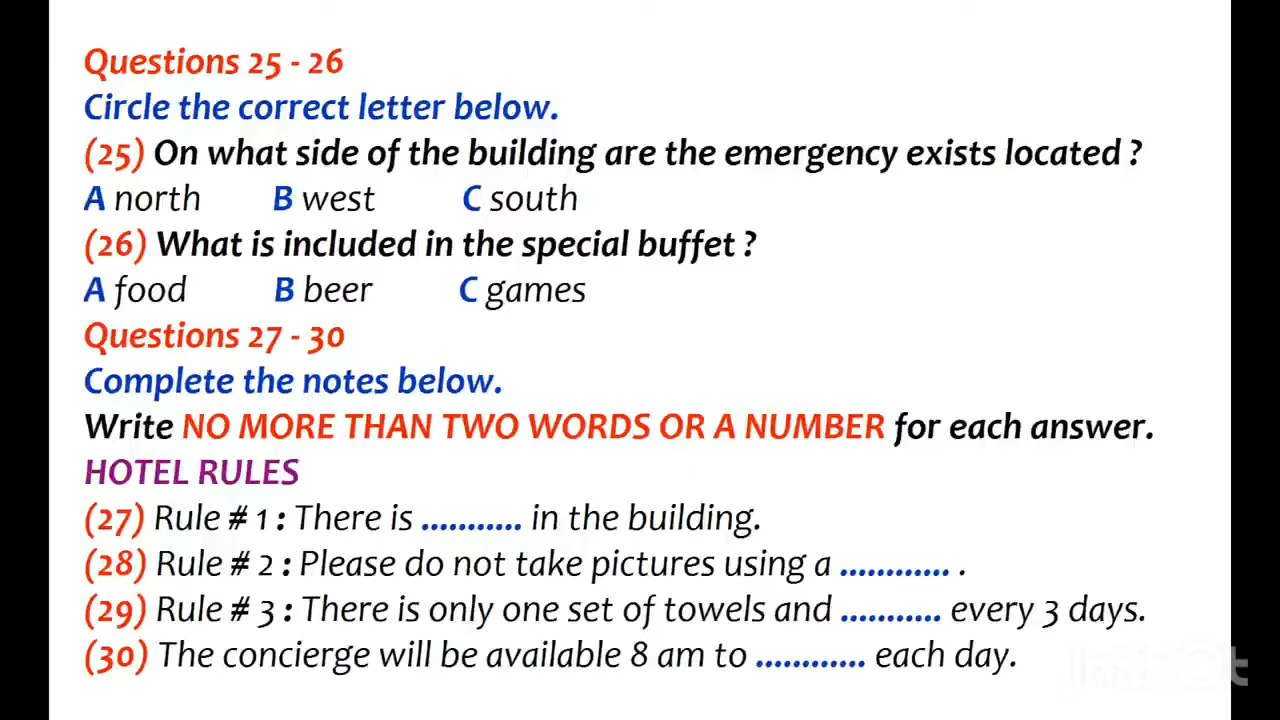 Questions 25 - 26
Circle the correct letter below.
(25) On what side of the building are the emergency exists located ?
A north B west C south
(26) What is included in the special buffet ?
A food B beer C games
Questions 27 - 30
Complete the notes below.
Write NO MORE THAN TWO WORDS OR A NUMBER for each answer.
HOTEL RULES
(27) Rule # 1 : There is ........... in the building.
(28) Rule # 2 : Please do not take pictures using a ............ .
(29) Rule # 3 : There is only one set of towels and ........... every 3 days.
(30) The concierge will be available 8 am to ............ each day.